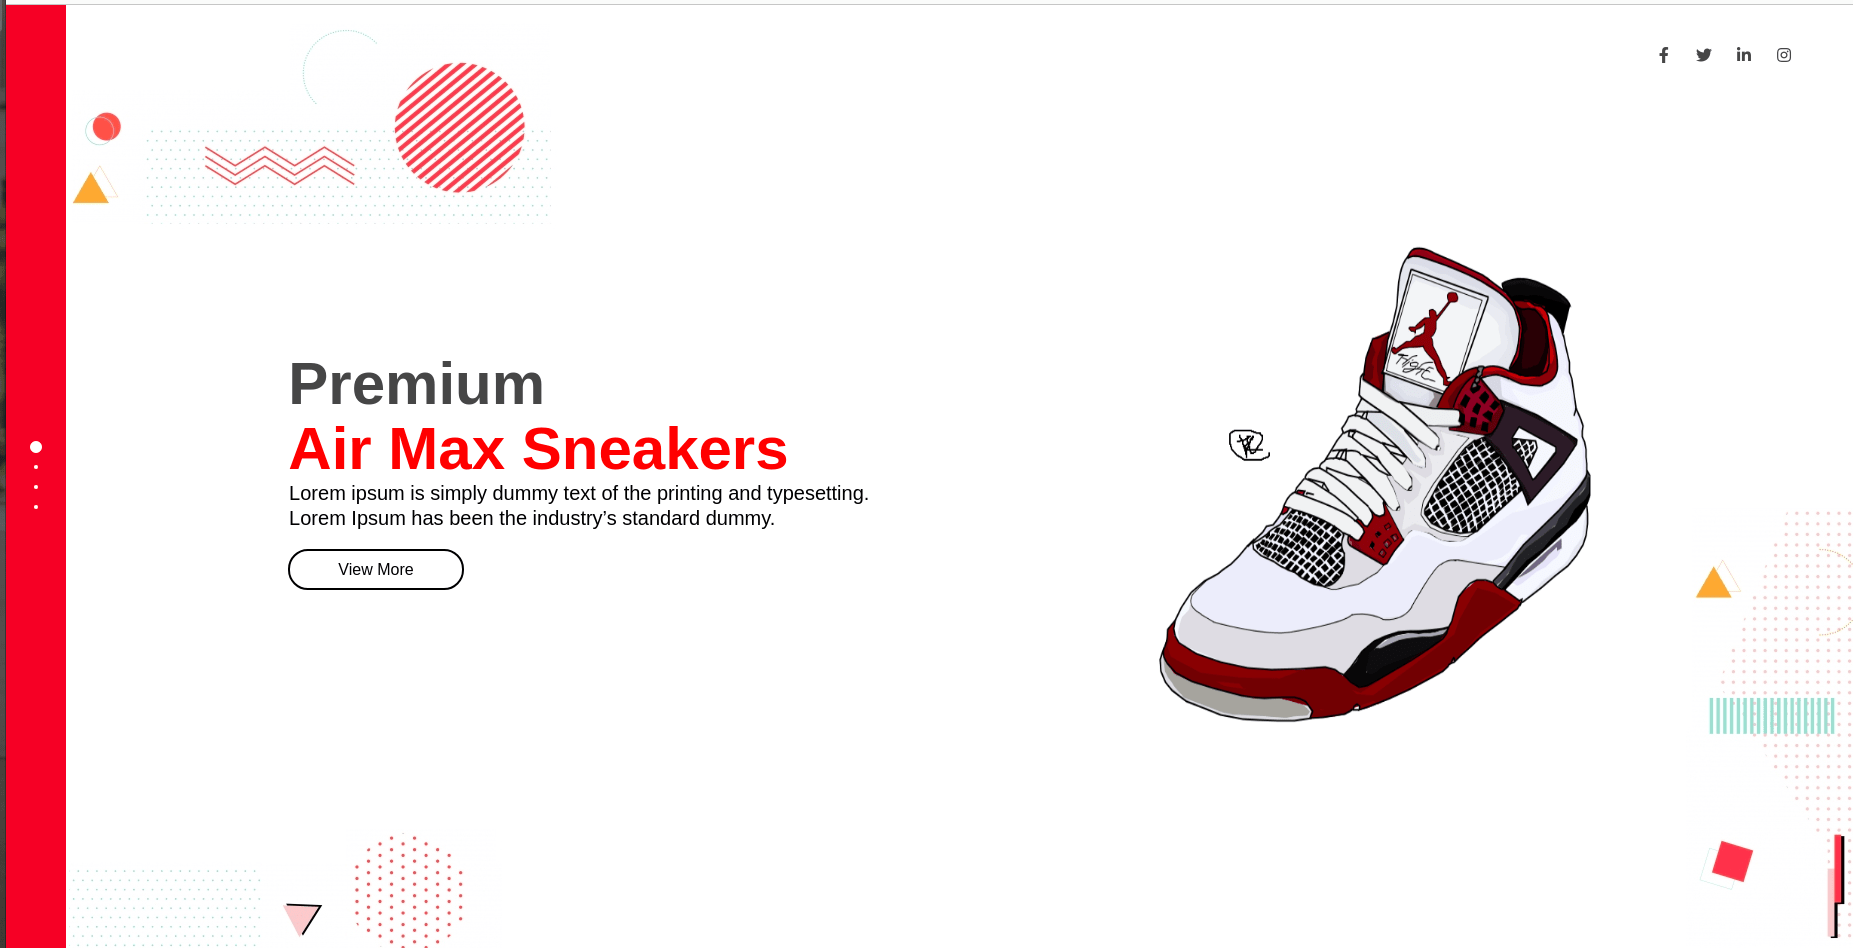 Premium
Air Max Sneakers
Lorem ipsum is simply dummy text of the printing and typesetting.
Lorem Ipsum has been the industry’s standard dummy.
View More
Flight